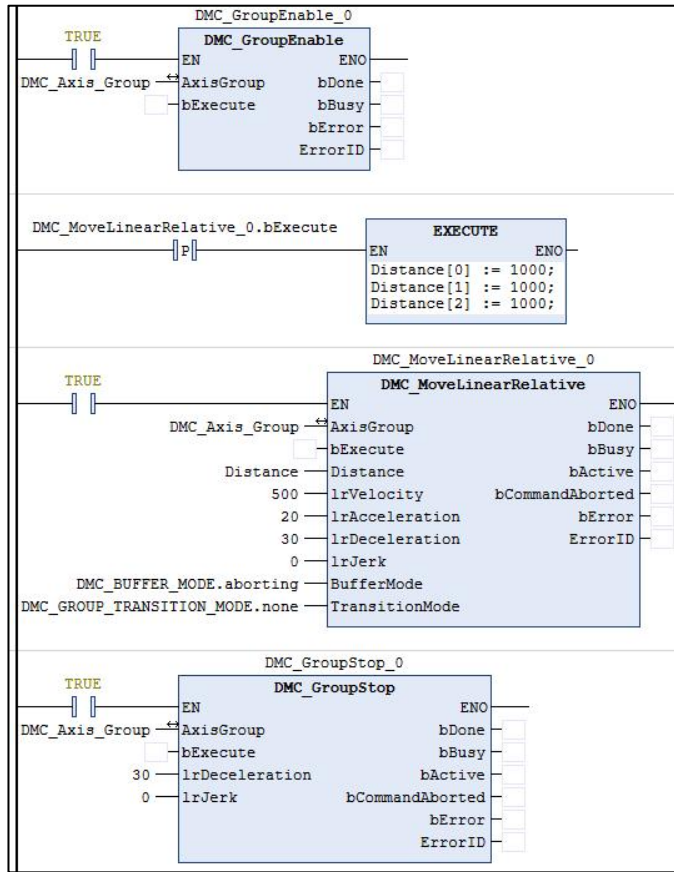 DMC_GroupEnable_0
TRUE
DMC_GroupEnable
EN ENO
DMC_Axis_Group AxisGroup bDone
bExecute bBusy
bError
ErrorID
DMC_MoveLinearRelative_0.bExecute
P
EXECUTE
EN ENO
Distance[0] := 1000;
Distance[1] := 1000;
Distance[2] := 1000;
DMC_MoveLinearRelative_0
TRUE
DMC_MoveLinearRelative
EN ENO
DMC_Axis_Group AxisGroup bDone
bExecute bBusy
Distance Distance bActive
500 lrVelocity bCommandAborted
20 lrAcceleration bError
30 lrDeceleration ErrorID
0 lrJerk
DMC_BUFFER_MODE.aborting BufferMode
DMC_GROUP_TRANSITION_MODE.none TransitionMode
DMC_GroupStop_0
TRUE
DMC_GroupStop
EN ENO
DMC_Axis_Group AxisGroup bDone
bExecute bBusy
30 lrDeceleration bActive
0 lrJerk bCommandAborted
bError
ErrorID